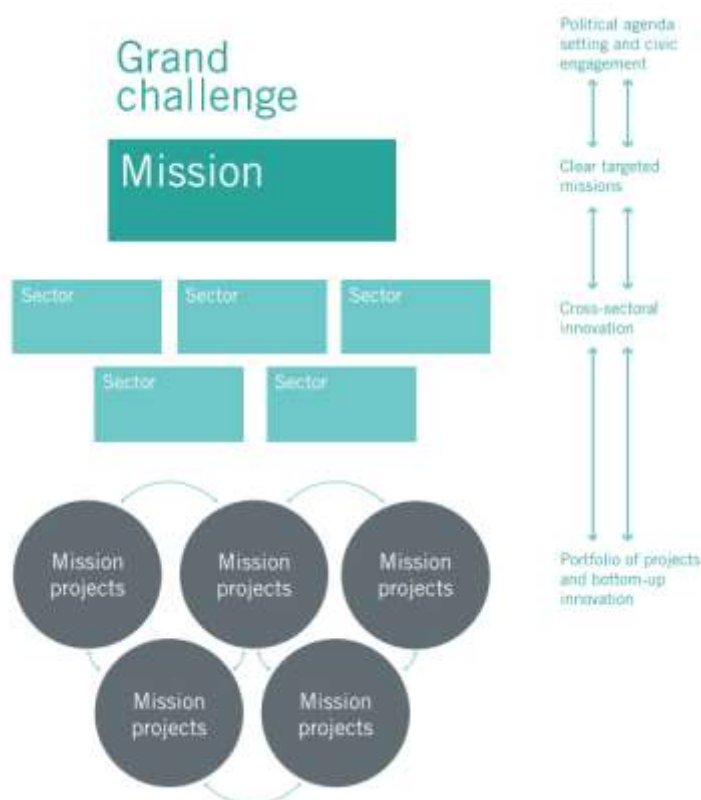 Grand
challenge
Political agenda
setting and civic
engagement
Mission
Clear targeted
missions
Sector
Sector
Sector
Cross-sectoral
innovation
Sector
Sector
Mission
projects
Mission
projects
Mission
projects
Portfolio of projects
and bottom-up
innovation
Mission
projects
Mission
projects